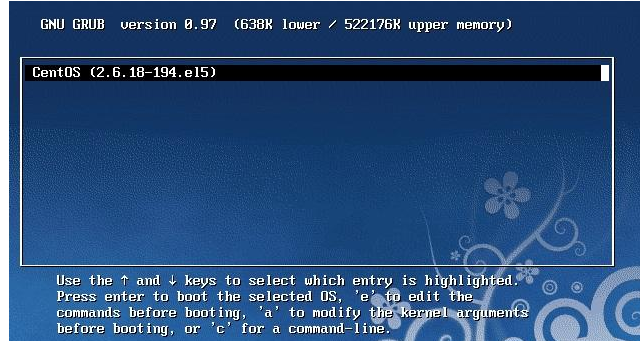 GNU GRUB version 0.97 (638K lower / 522176K upper memory)
CentOS (2.6.18-194.el5)
Use the ↑ and ↓ keys to select which entry is highlighted.
Press enter to boot the selected OS, 'e' to edit the
commands before booting, 'a' to modify the kernel arguments
before booting, or 'c' for a command-line.